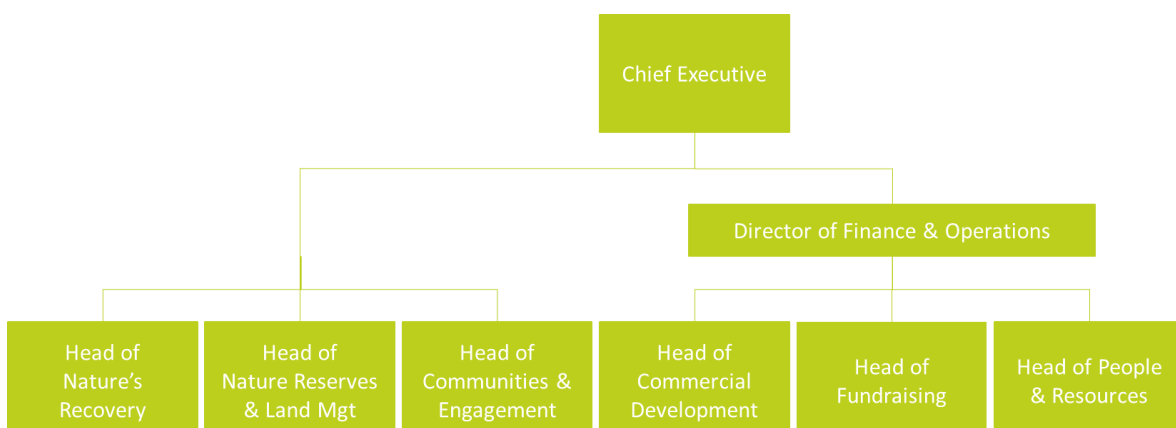 Chief Executive
Director of Finance & Operations
Head of
Nature’s
Recovery
Head of
Nature Reserves
& Land Mgt
Head of
Communities &
Engagement
Head of
Commercial
Development
Head of
Fundraising
Head of People
& Resources